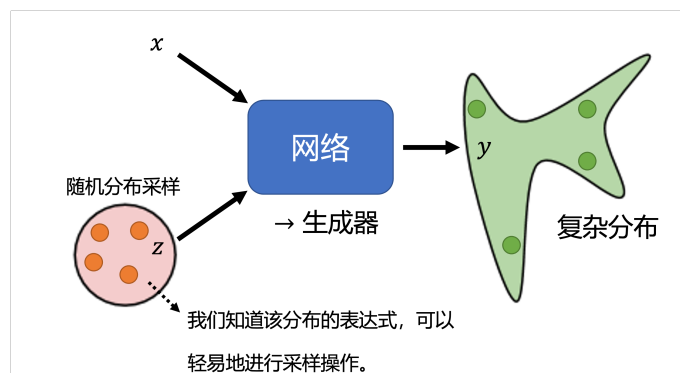 x
网络
y
随机分布采样
z
→ 生成器
复杂分布
我们知道该分布的表达式，可以
轻易地进行采样操作。